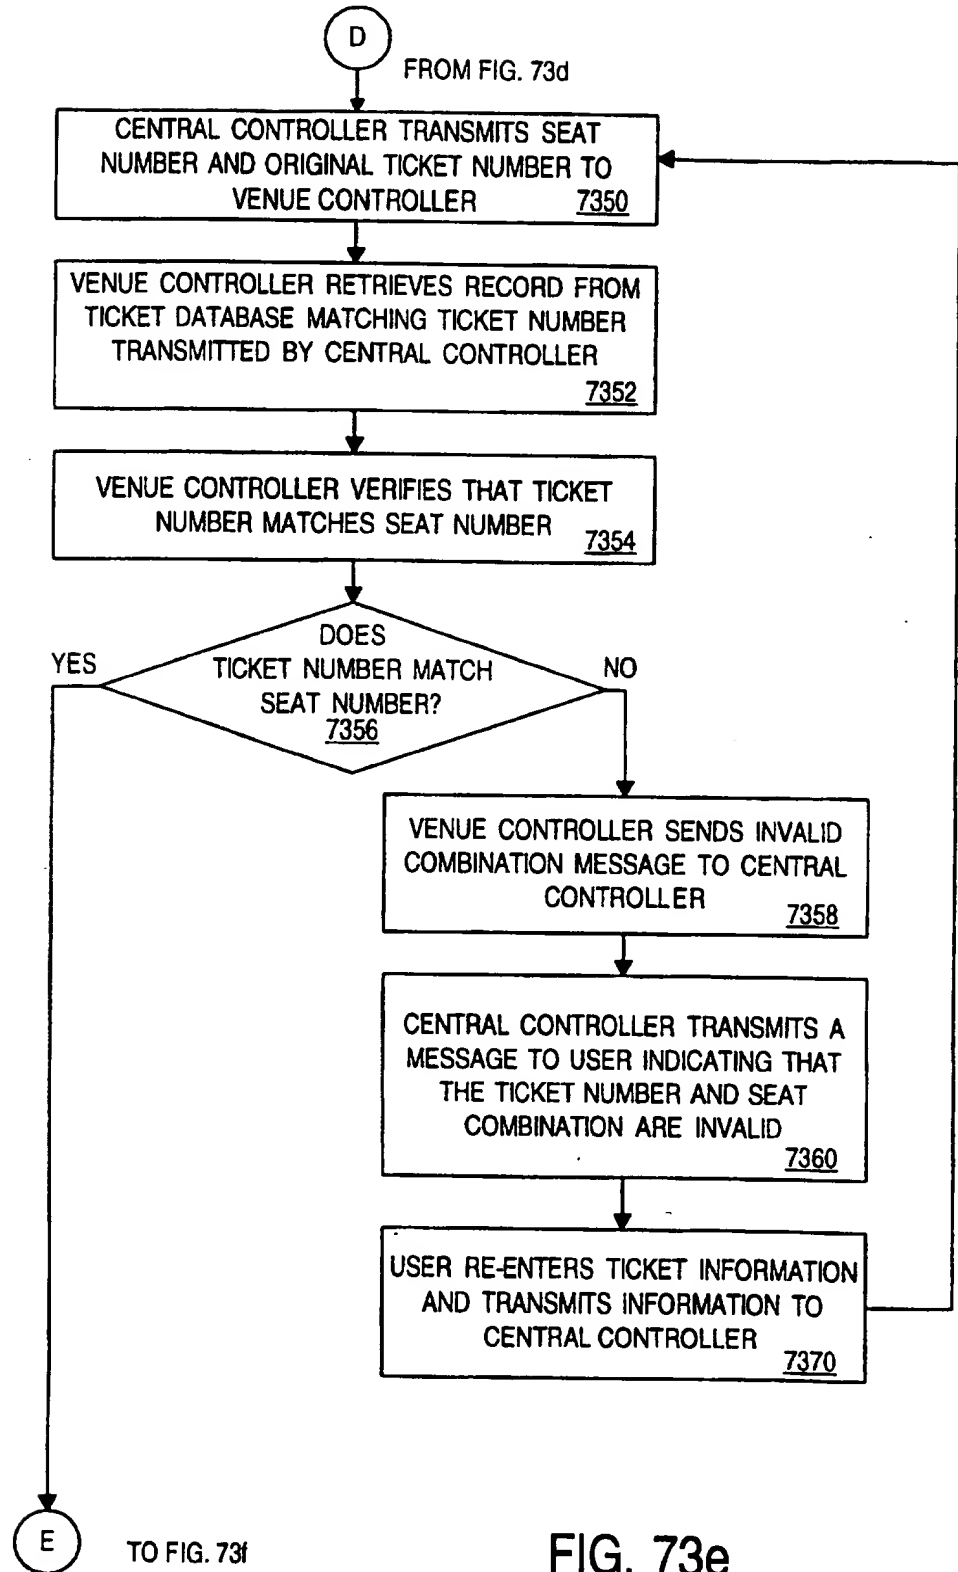 D
FROM FIG. 73d
CENTRAL CONTROLLER TRANSMITS SEAT
NUMBER AND ORIGINAL TICKET NUMBER TO
VENUE CONTROLLER 7350
VENUE CONTROLLER RETRIEVES RECORD FROM
TICKET DATABASE MATCHING TICKET NUMBER
TRANSMITTED BY CENTRAL CONTROLLER
7352
VENUE CONTROLLER VERIFIES THAT TICKET
NUMBER MATCHES SEAT NUMBER 7354
DOES
TICKET NUMBER MATCH
SEAT NUMBER?
7356
YES
NO
VENUE CONTROLLER SENDS INVALID
COMBINATION MESSAGE TO CENTRAL
CONTROLLER 7358
CENTRAL CONTROLLER TRANSMITS A
MESSAGE TO USER INDICATING THAT
THE TICKET NUMBER AND SEAT
COMBINATION ARE INVALID
7360
USER RE-ENTERS TICKET INFORMATION
AND TRANSMITS INFORMATION TO
CENTRAL CONTROLLER 7370
E
TO FIG. 73f
FIG. 73e